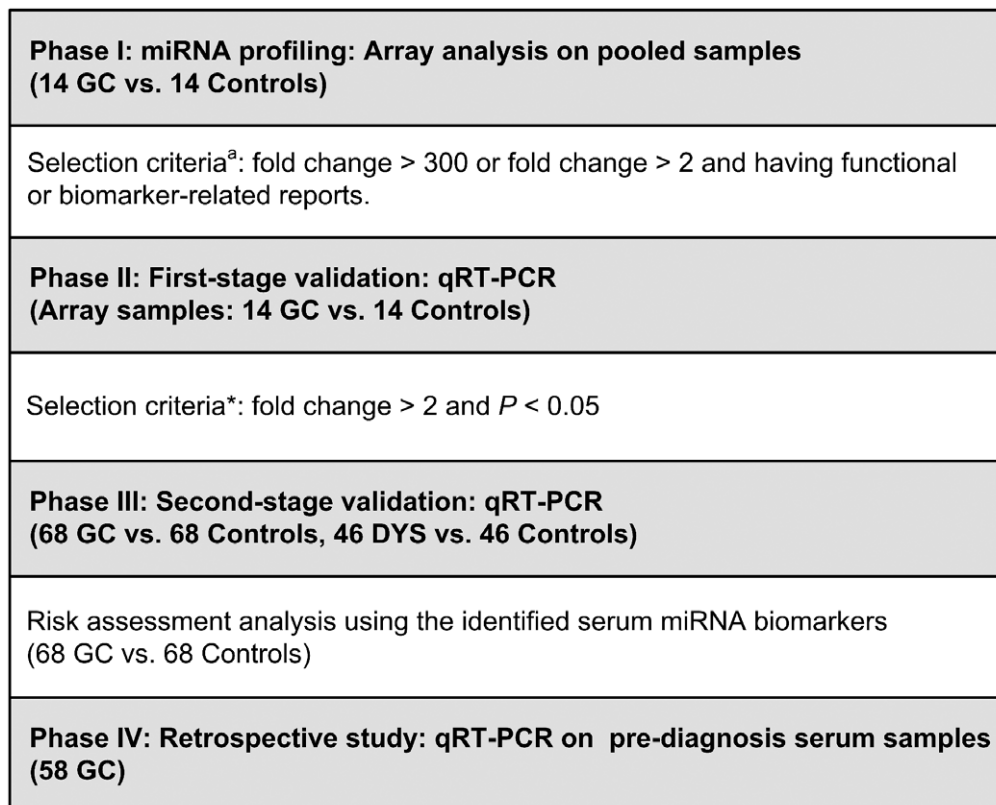 Phase I: miRNA profiling: Array analysis on pooled samples
(14 GC vs. 14 Controls)
Selection criteriaᵃ: fold change > 300 or fold change > 2 and having functional
or biomarker-related reports.
Phase II: First-stage validation: qRT-PCR
(Array samples: 14 GC vs. 14 Controls)
Selection criteria*: fold change > 2 and P < 0.05
Phase III: Second-stage validation: qRT-PCR
(68 GC vs. 68 Controls, 46 DYS vs. 46 Controls)
Risk assessment analysis using the identified serum miRNA biomarkers
(68 GC vs. 68 Controls)
Phase IV: Retrospective study: qRT-PCR on pre-diagnosis serum samples
(58 GC)